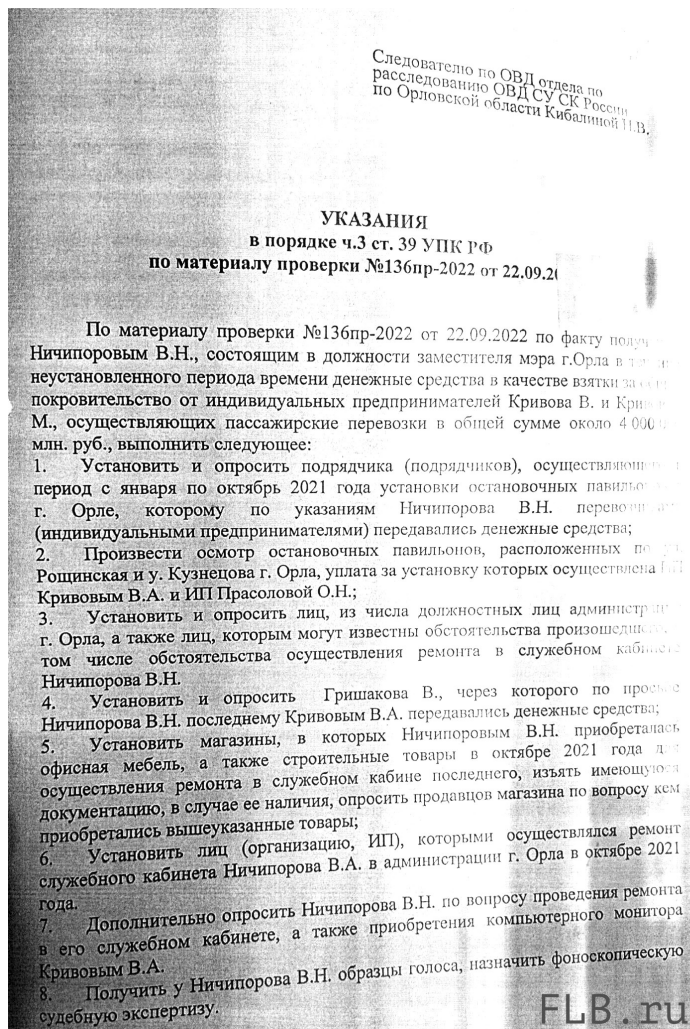 Следователю по ОВД отдела по
расследованию ОВД СУ СК России
по Орловской области Кибалиной
УКАЗАНИЯ
в порядке ч.3 ст. 39 УПК РФ
по материалу проверки №136пр-2022 от 22.09.20
По материалу проверки №136пр-2022 от 22.09.2022 по факту
Ничипоровым В.Н., состоящим в должности заместителя мэра г.Орла в
неустановленного периода времени денежные средства в качестве взятки за
покровительство от индивидуальных предпринимателей Кривова В. и
М., осуществляющих пассажирские перевозки в общей сумме около 4 000
млн. руб., выполнить следующее:
1. Установить и опросить подрядчика (подрядчиков),
период с января по октябрь 2021 года установки остановочных
г. Орле, которому по указаниям Ничипорова В.Н.
(индивидуальными предпринимателями) передавались денежные средства;
2. Произвести осмотр остановочных павильонов, расположенных по
Рощинская и у. Кузнецова г. Орла, уплата за установку которых осуществлена
Кривовым В.А. и ИП Прасоловой О.Н.;
3. Установить и опросить лиц, из числа должностных лиц
г. Орла, а также лиц, которым могут известны обстоятельства
том числе обстоятельства осуществления ремонта в служебном кабинете
Ничипорова В.Н.
4. Установить и опросить Гришакова В., через которого по просьбе
Ничипорова В.Н. последнему Кривовым В.А. передавались денежные средства;
5. Установить магазины, в которых Ничипоровым В.Н. приобреталась
офисная мебель, а также строительные товары в октябре 2021 года
осуществления ремонта в служебном кабине последнего, изъять имеющуюся
документацию, в случае ее наличия, опросить продавцов магазина по вопросу кем
приобретались вышеуказанные товары;
6. Установить лиц (организацию, ИП), которыми осуществлялся ремонт
служебного кабинета Ничипорова В.А. в администрации г. Орла в октябре 2021
года.
7. Дополнительно опросить Ничипорова В.Н. по вопросу проведения ремонта
в его служебном кабинете, а также приобретения компьютерного монитора
Кривовым В.А.
8. Получить у Ничипорова В.Н. образцы голоса, назначить фоноскопическую
судебную экспертизу.
FLB.ru